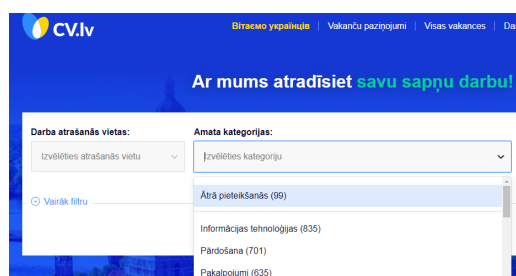 CV.lv
Вітаємо українців
Vakanču paziņojumi
Visas vakances
Ar mums atradīsiet savu sapņu darbu!
Darba atrašanās vietas:
Amata kategorijas:
Izvēlēties atrašanās vietu
Izvēlēties kategoriju
Vairāk filtru
Ātrā pieteikšanās (99)
Informācijas tehnoloģijas (835)
Pārdošana (701)
Pakalpojumi (635)